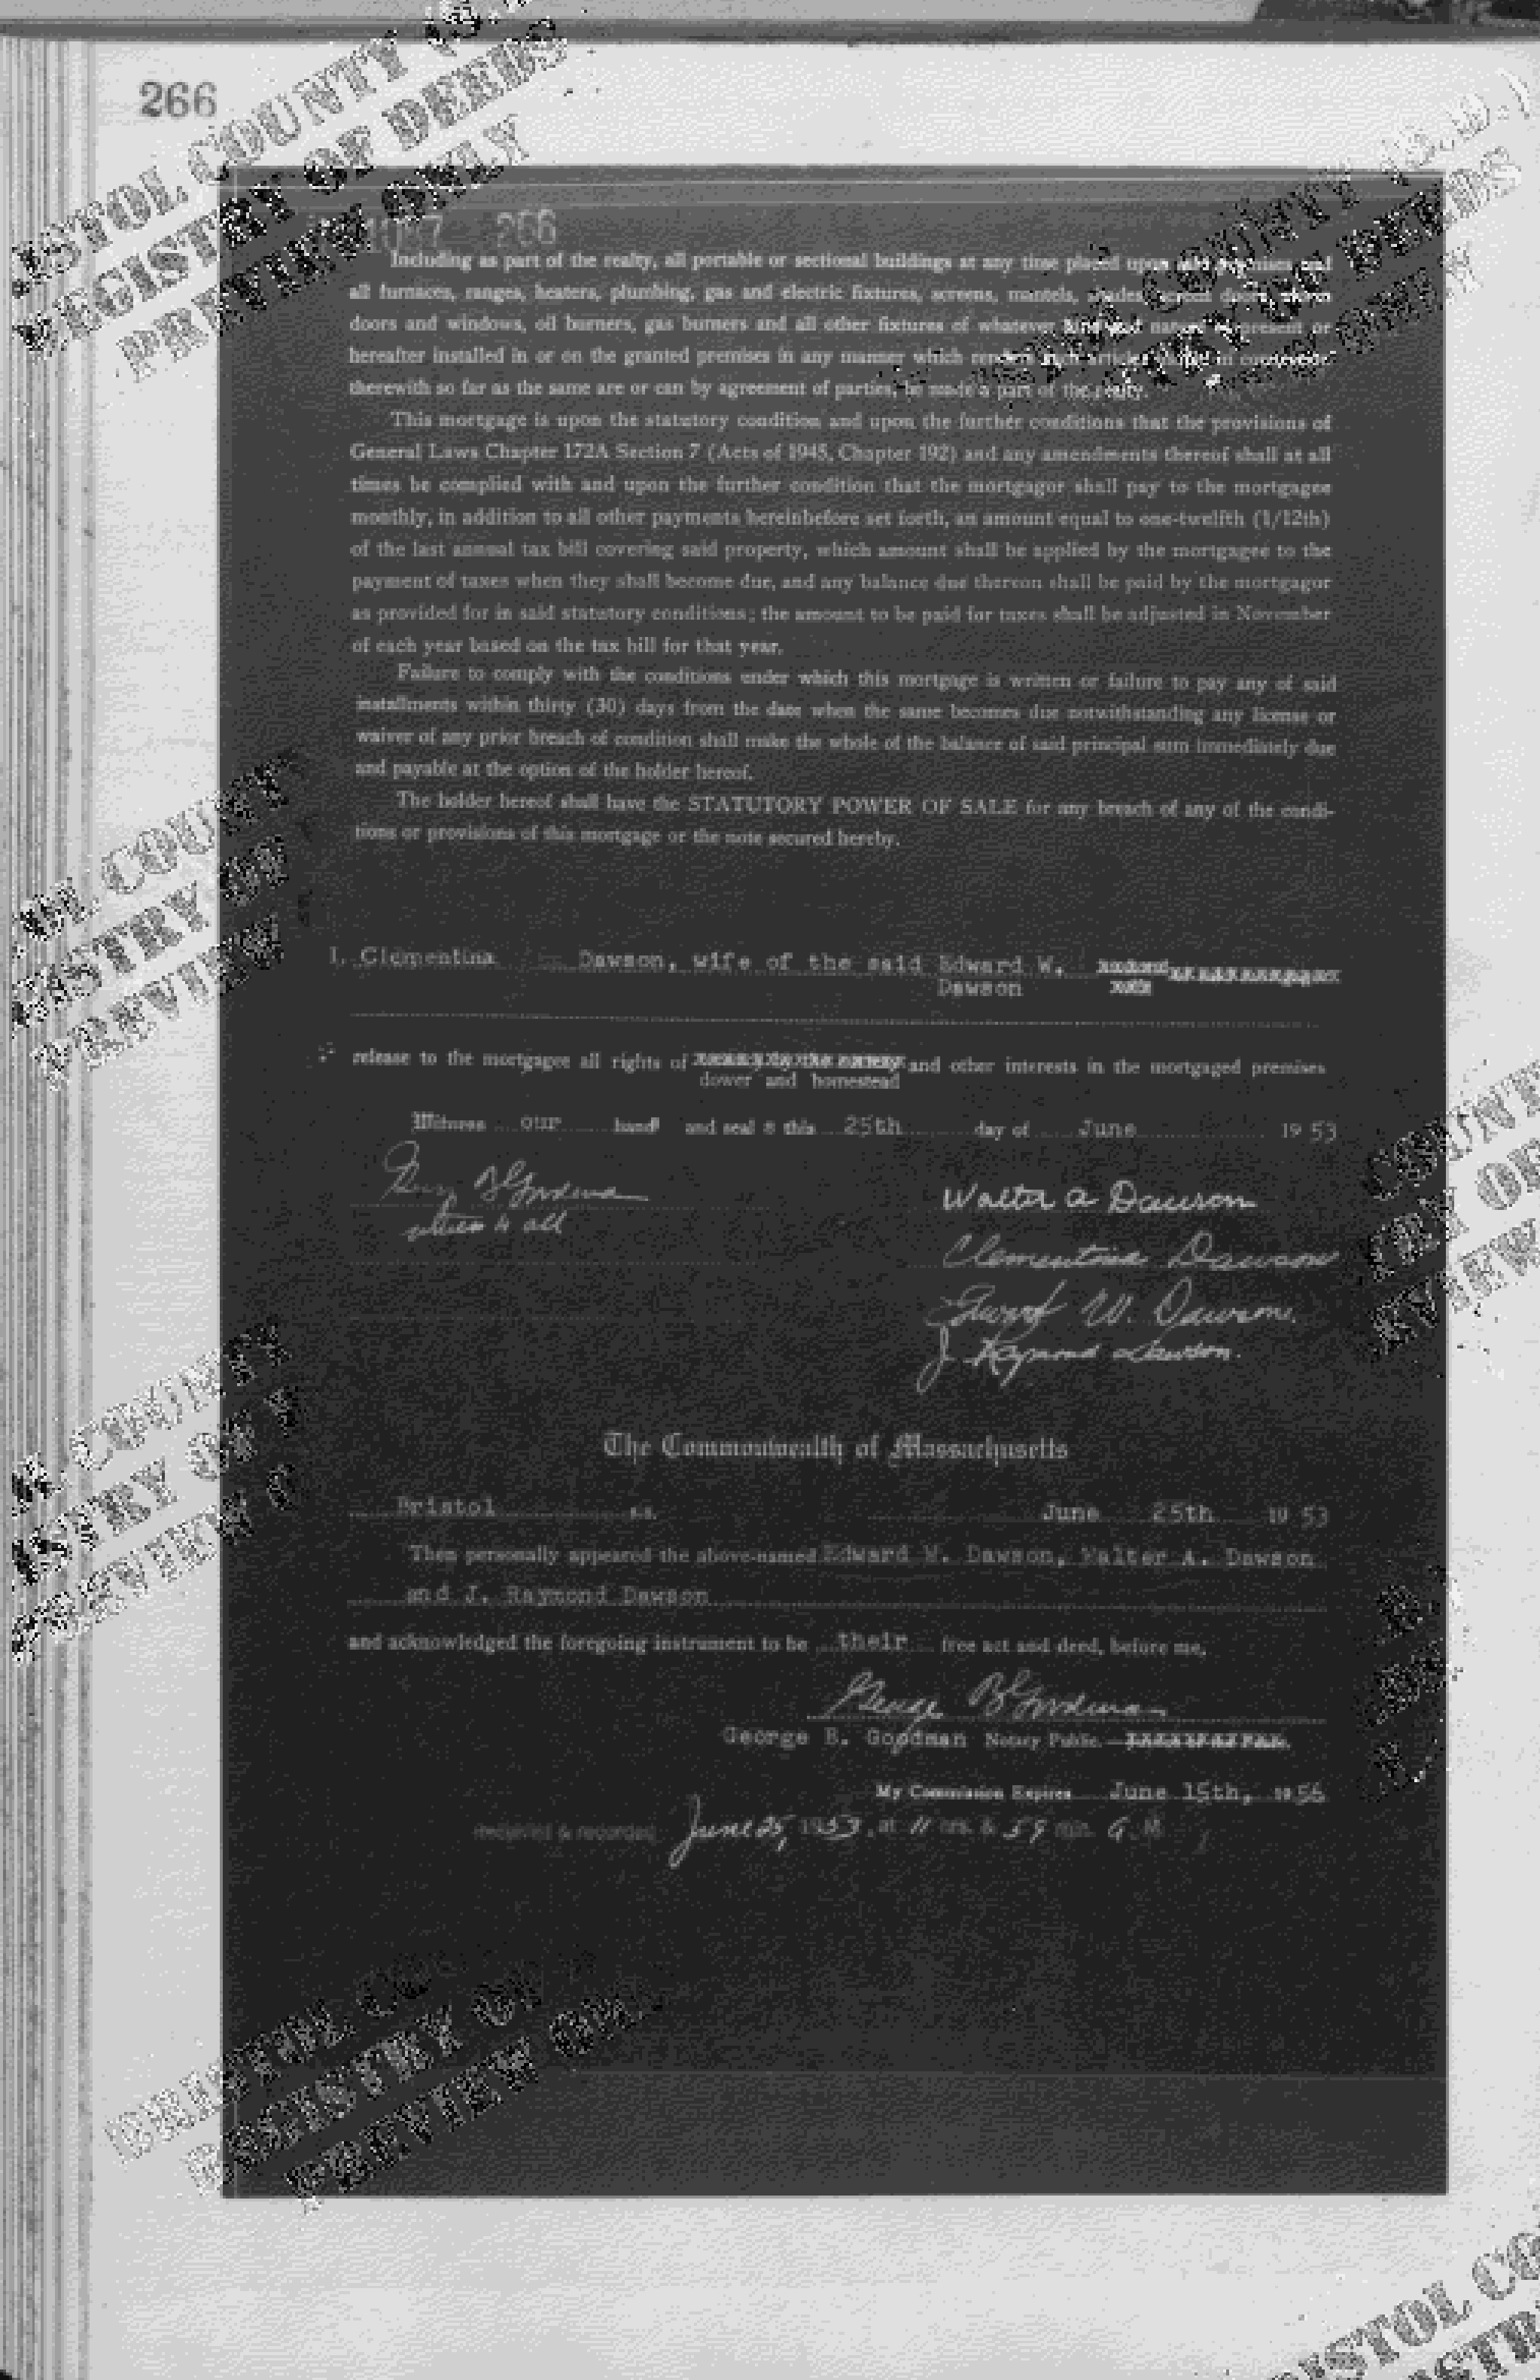 266
1087 266
Including as part of the realty, all portable or sectional buildings at any time placed upon said premises and
all furnaces, ranges, heaters, plumbing, gas and electric fixtures, screens, mantels, shades, screen doors, storm
doors and windows, oil burners, gas burners and all other fixtures of whatever kind and nature at present or
hereafter installed in or on the granted premises in any manner which renders such articles usable in connection
therewith so far as the same are or can by agreement of parties, be made a part of the realty.
This mortgage is upon the statutory condition and upon the further conditions that the provisions of
General Laws Chapter 172A Section 7 (Acts of 1945, Chapter 192) and any amendments thereof shall at all
times be complied with and upon the further condition that the mortgagor shall pay to the mortgagee
monthly, in addition to all other payments hereinbefore set forth, an amount equal to one-twelfth (1/12th)
of the last annual tax bill covering said property, which amount shall be applied by the mortgagee to the
payment of taxes when they shall become due, and any balance due thereon shall be paid by the mortgagor
as provided for in said statutory conditions; the amount to be paid for taxes shall be adjusted in November
of each year based on the tax bill for that year.
Failure to comply with the conditions under which this mortgage is written or failure to pay any of said
installments within thirty (30) days from the date when the same becomes due notwithstanding any license or
waiver of any prior breach of condition shall make the whole of the balance of said principal sum immediately due
and payable at the option of the holder hereof.
The holder hereof shall have the STATUTORY POWER OF SALE for any breach of any of the condi-
tions or provisions of this mortgage or the note secured hereby.
I, Clementina Dawson, wife of the said Edward W.
Dawson
release to the mortgagee all rights of and other interests in the mortgaged premises
dower and homestead
Witness our hand and seal s this 25th day of June 19 53
witness to all
Walter A Dawson
Clementina Dawson
Edward W. Dawson.
J Raymond Dawson.
The Commonwealth of Massachusetts
Bristol ss. June 25th 19 53
Then personally appeared the above-named Edward W. Dawson, Walter A. Dawson
and J. Raymond Dawson
and acknowledged the foregoing instrument to be their free act and deed, before me,
George B Goodman
George B. Goodman Notary Public
My Commission Expires June 15th, 1956
Received & recorded June 25, 1953, at 11 hrs. & 59 min. A. M.
BRISTOL COUNTY
REGISTRY OF DEEDS
PREVIEW ONLY